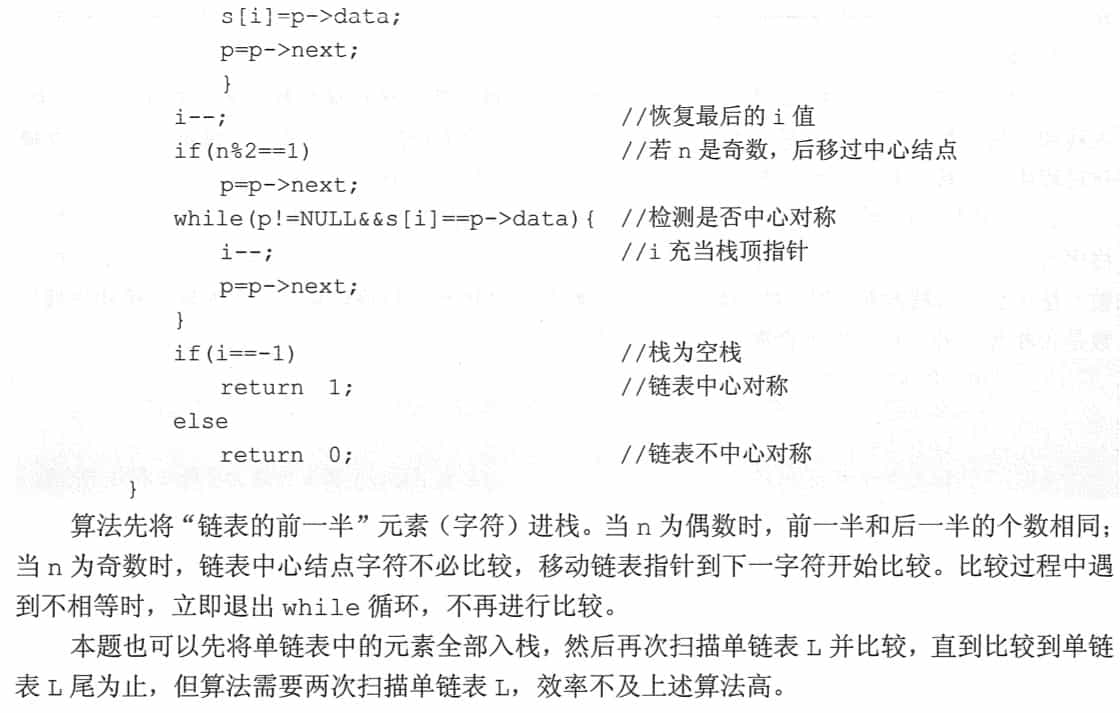 s[i]=p->data;
p=p->next;
}
i--; //恢复最后的 i 值
if(n%2==1) //若 n 是奇数，后移过中心结点
p=p->next;
while(p!=NULL&&s[i]==p->data){ //检测是否中心对称
i--; //i 充当栈顶指针
p=p->next;
}
if(i==-1) //栈为空栈
return 1; //链表中心对称
else
return 0; //链表不中心对称
}
算法先将“链表的前一半”元素（字符）进栈。当 n 为偶数时，前一半和后一半的个数相同；
当 n 为奇数时，链表中心结点字符不必比较，移动链表指针到下一字符开始比较。比较过程中遇
到不相等时，立即退出 while 循环，不再进行比较。
本题也可以先将单链表中的元素全部入栈，然后再次扫描单链表 L 并比较，直到比较到单链
表 L 尾为止，但算法需要两次扫描单链表 L，效率不及上述算法高。